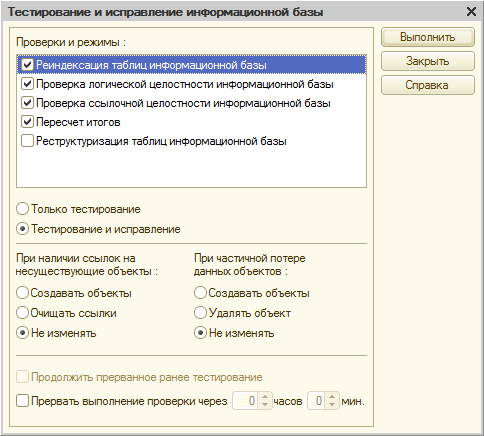 Тестирование и исправление информационной базы
Проверки и режимы :
Выполнить
Закрыть
Справка
Реиндексация таблиц информационной базы
Проверка логической целостности информационной базы
Проверка ссылочной целостности информационной базы
Пересчет итогов
Реструктуризация таблиц информационной базы
Только тестирование
Тестирование и исправление
При наличии ссылок на
несуществующие объекты :
Создавать объекты
Очищать ссылки
Не изменять
При частичной потере
данных объектов :
Создавать объекты
Удалять объект
Не изменять
Продолжить прерванное ранее тестирование
Прервать выполнение проверки через 0 часов 0 мин.